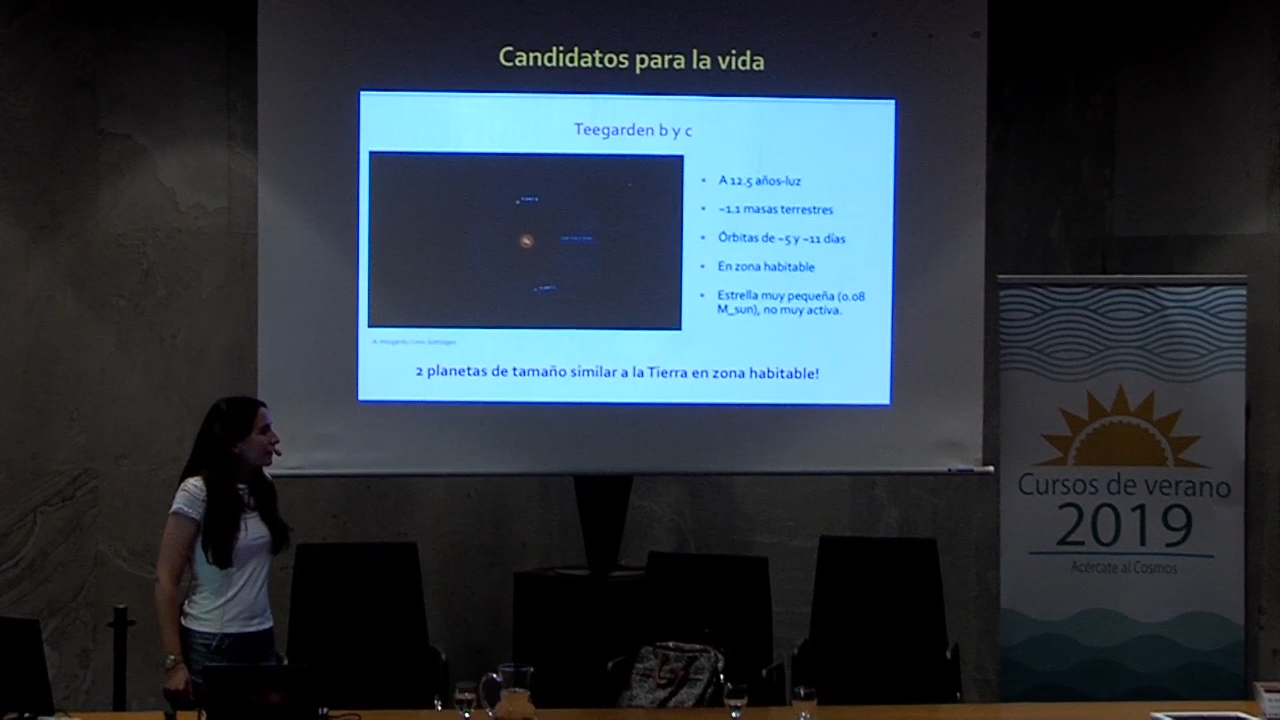 Candidatos para la vida
Teegarden b y c
A 12.5 años-luz
~1.1 masas terrestres
Órbitas de ~5 y ~11 días
En zona habitable
Estrella muy pequeña (0.08
M_sun), no muy activa.
2 planetas de tamaño similar a la Tierra en zona habitable!
Cursos de verano
2019
Acércate al Cosmos